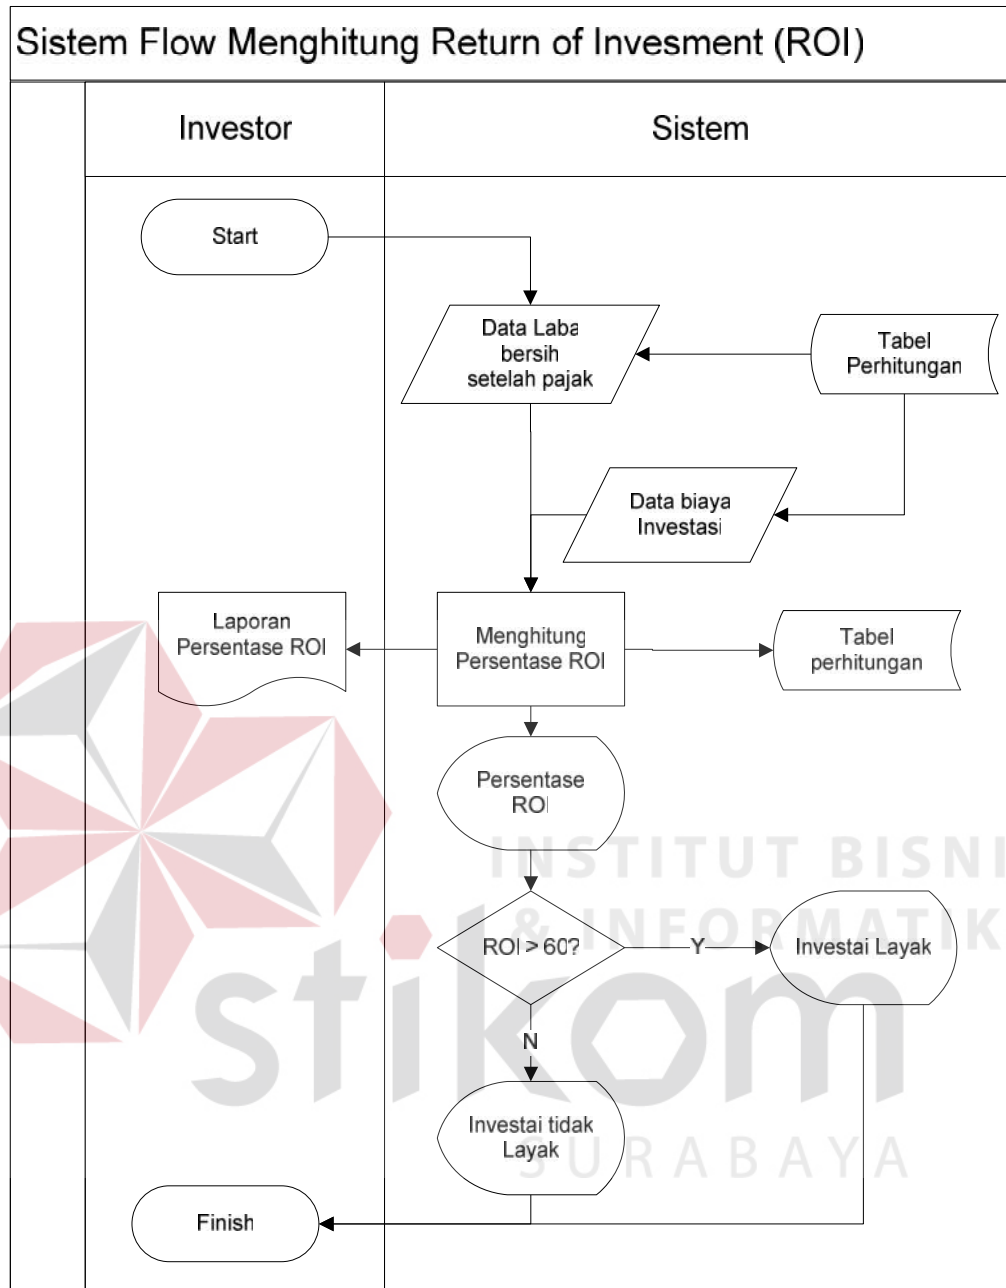 Sistem Flow Menghitung Return of Invesment (ROI)
Investor
Sistem
Start
Data Laba
bersih
setelah pajak
Tabel
Perhitungan
Data biaya
Investasi
Laporan
Persentase ROI
Menghitung
Persentase ROI
Tabel
perhitungan
Persentase
ROI
INSTITUT BISNI
& INFORMATIK
ROI > 60?
Y
Investai Layak
stikom
N
Investai tidak
Layak
SURABAYA
Finish